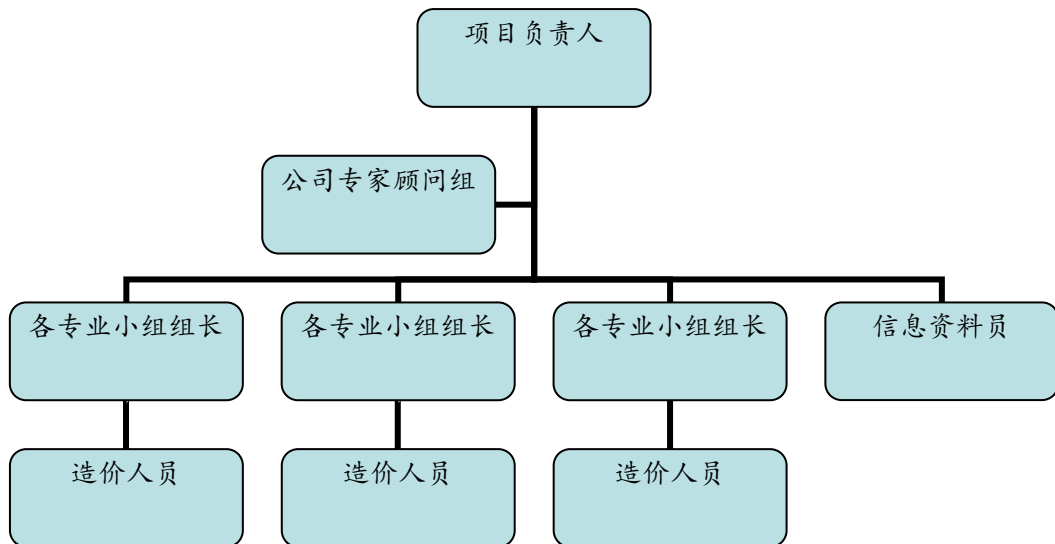 项目负责人
公司专家顾问组
各专业小组组长
各专业小组组长
各专业小组组长
信息资料员
造价人员
造价人员
造价人员